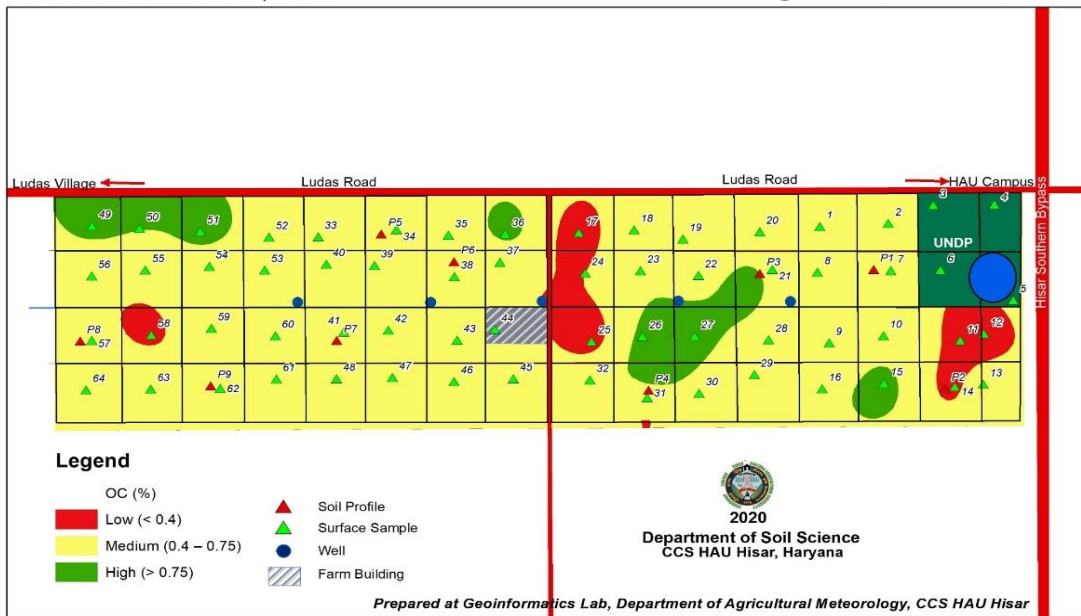 Ludas Village
Ludas Road
Ludas Road
HAU Campus
Hisar Southern Bypass
3
4
49
50
51
52
33
P5
34
35
36
17
18
19
20
1
2
UNDP
56
55
54
53
40
39
P6
38
37
24
23
22
P3
21
8
P1
7
6
5
P8
57
58
59
60
41
P7
42
43
44
25
26
27
28
9
10
11
12
64
63
P9
62
61
48
47
46
45
32
P4
31
30
29
16
15
P2
14
13
Legend
OC (%)
Low (< 0.4)
Medium (0.4 – 0.75)
High (> 0.75)
Soil Profile
Surface Sample
Well
Farm Building
2020
Department of Soil Science
CCS HAU Hisar, Haryana
Prepared at Geoinformatics Lab, Department of Agricultural Meteorology, CCS HAU Hisar